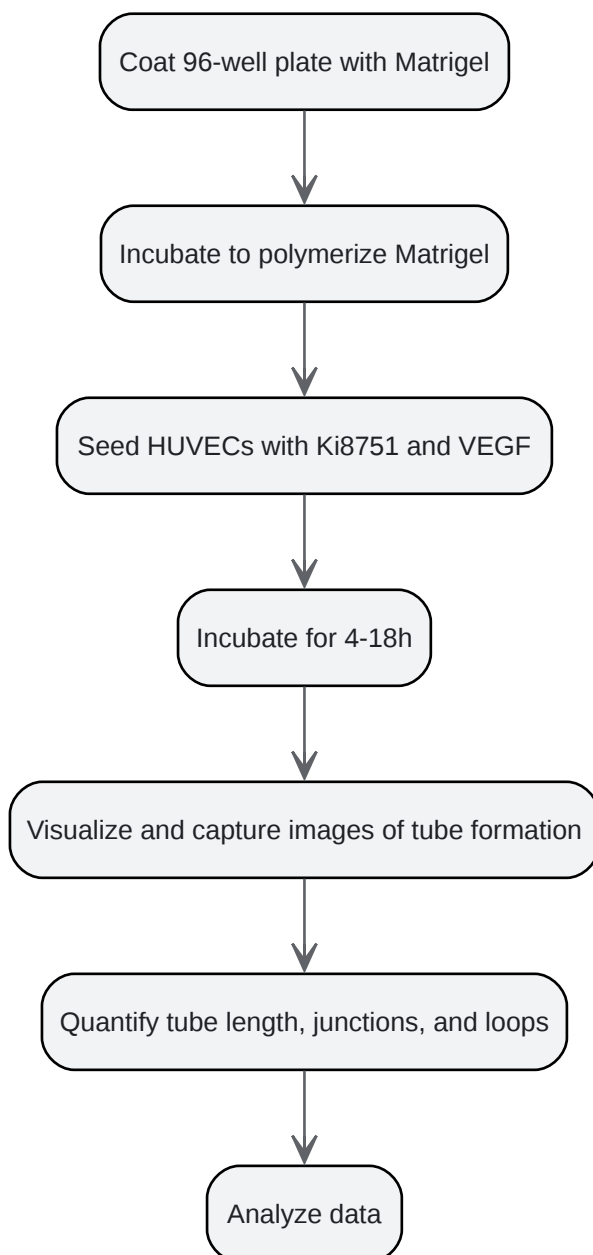 Coat 96-well plate with Matrigel
Incubate to polymerize Matrigel
Seed HUVECs with Ki8751 and VEGF
Incubate for 4-18h
Visualize and capture images of tube formation
Quantify tube length, junctions, and loops
Analyze data